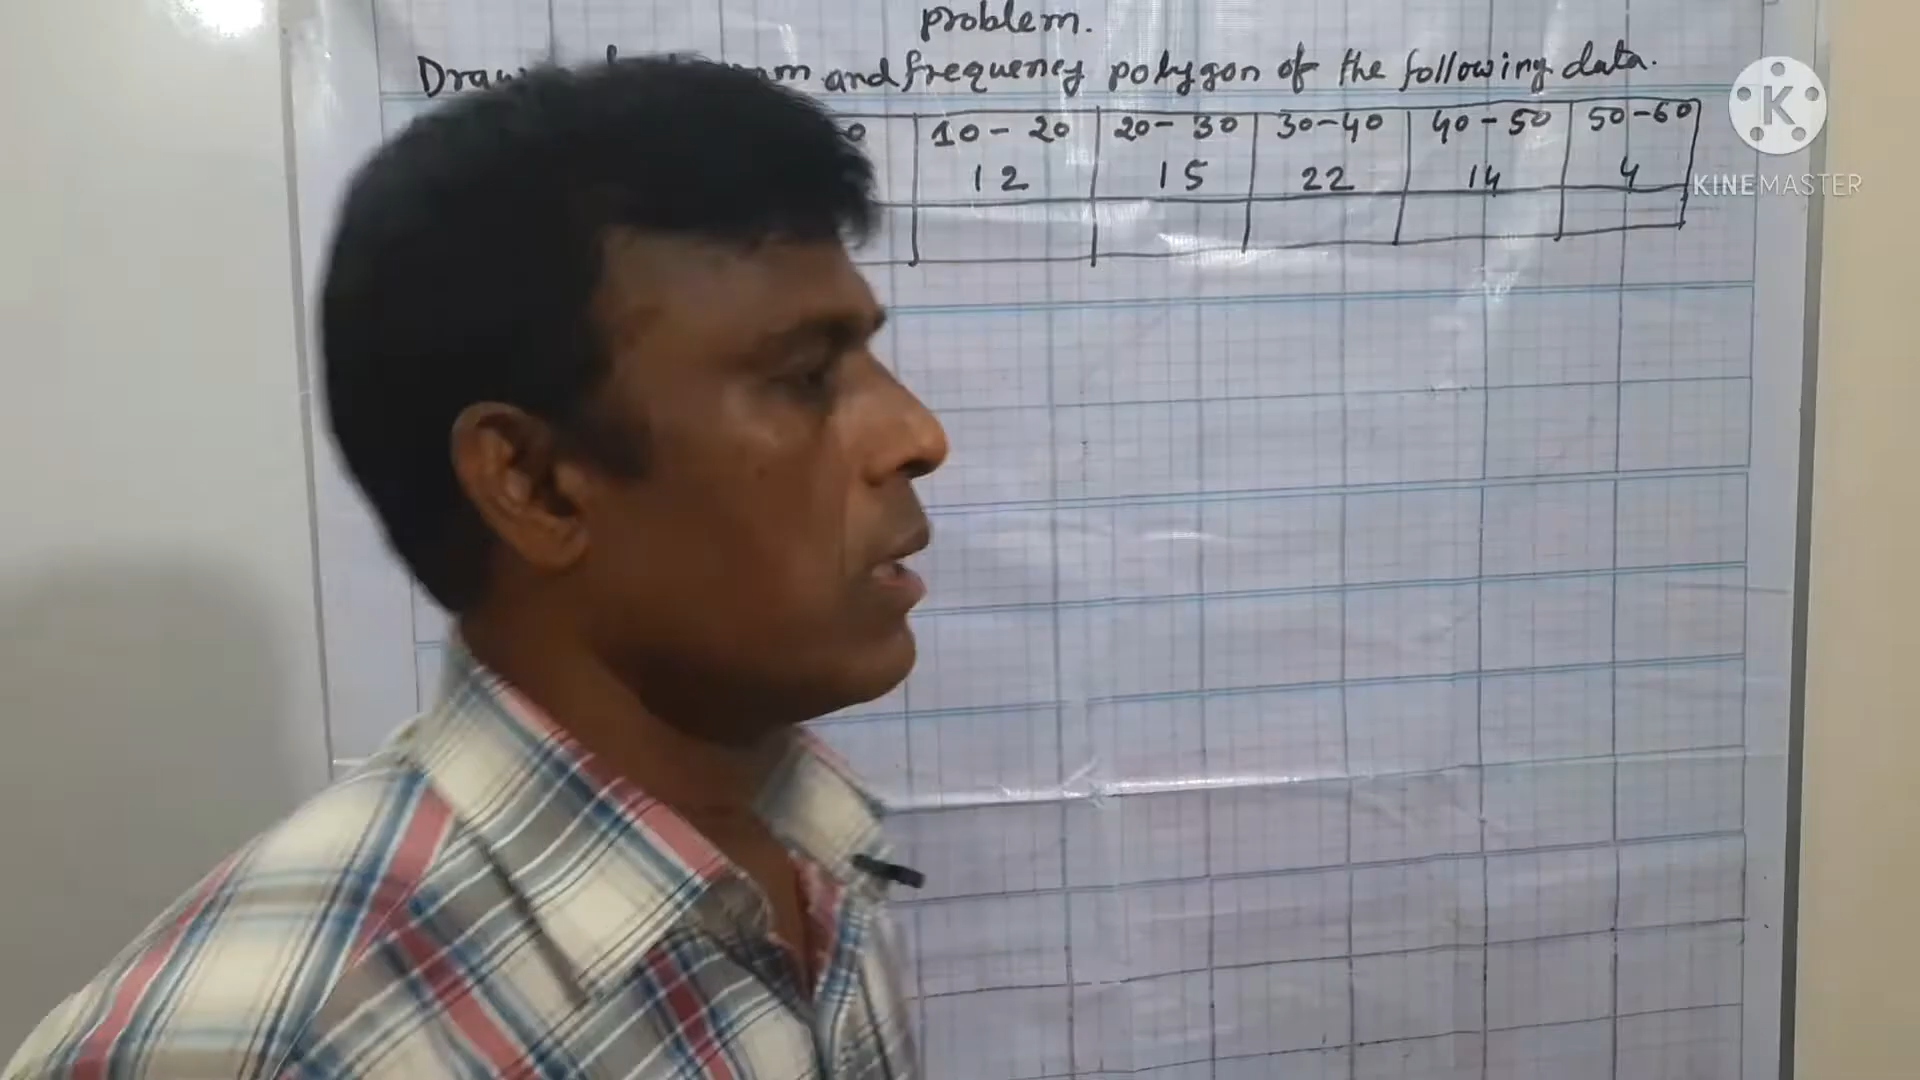 problem.
and frequency polygon of the following data.
10 - 20 20 - 30 30-40 40 - 50 50-60
12 15 22 14 4
K
KINEMASTER